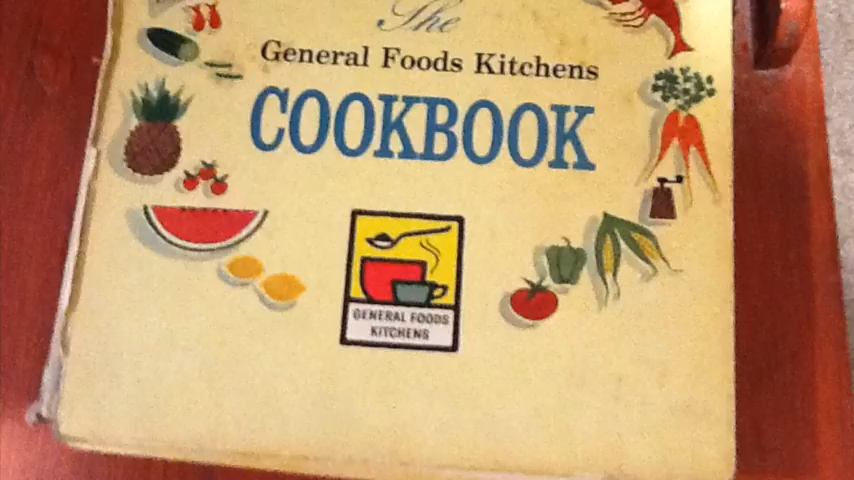 The
General Foods Kitchens
COOKBOOK
GENERAL FOODS
KITCHENS